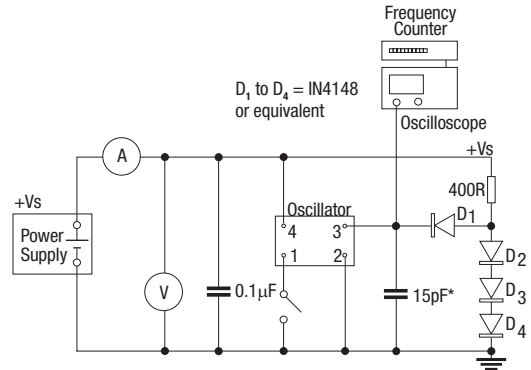 Frequency
Counter
D1 to D4 = IN4148
or equivalent
Oscilloscope
+Vs
A
+Vs
400R
Oscillator
D1
4
3
Power
Supply
1
2
D2
V
0.1µF
15pF*
D3
D4